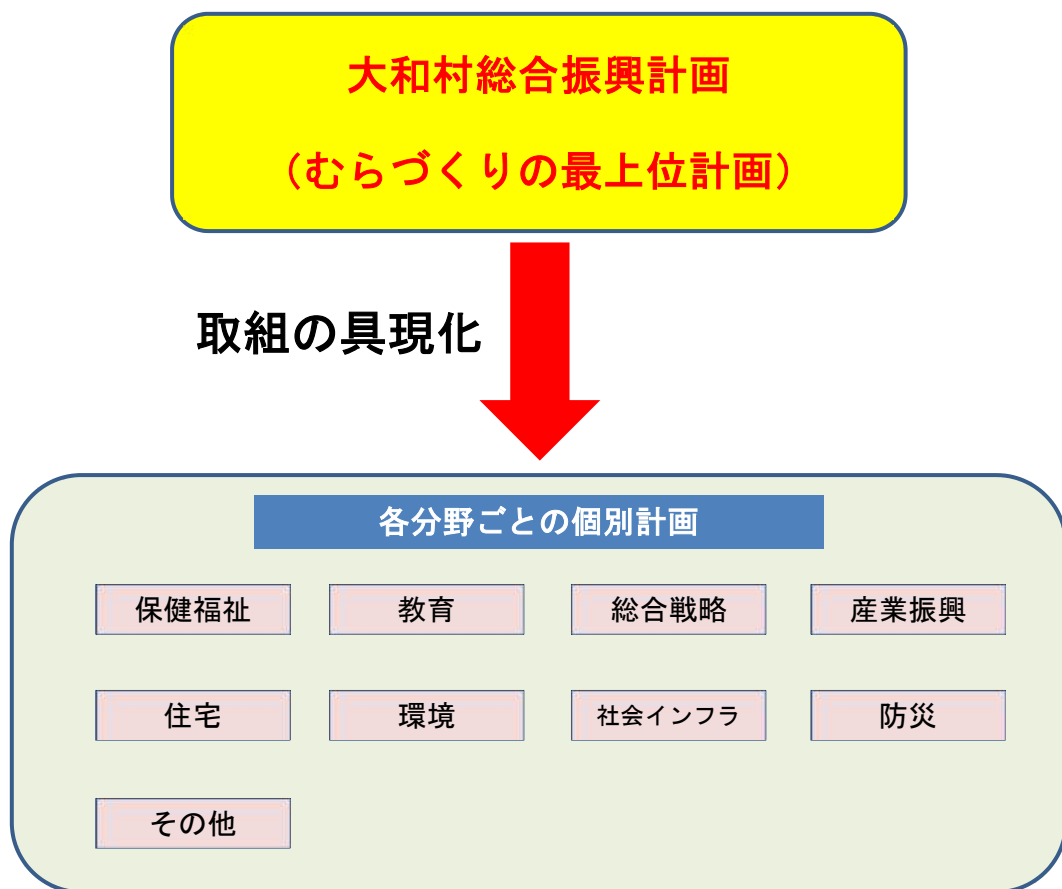 大和村総合振興計画
(むらづくりの最上位計画)
取組の具現化
各分野ごとの個別計画
保健福祉
教育
総合戦略
産業振興
住宅
環境
社会インフラ
防災
その他